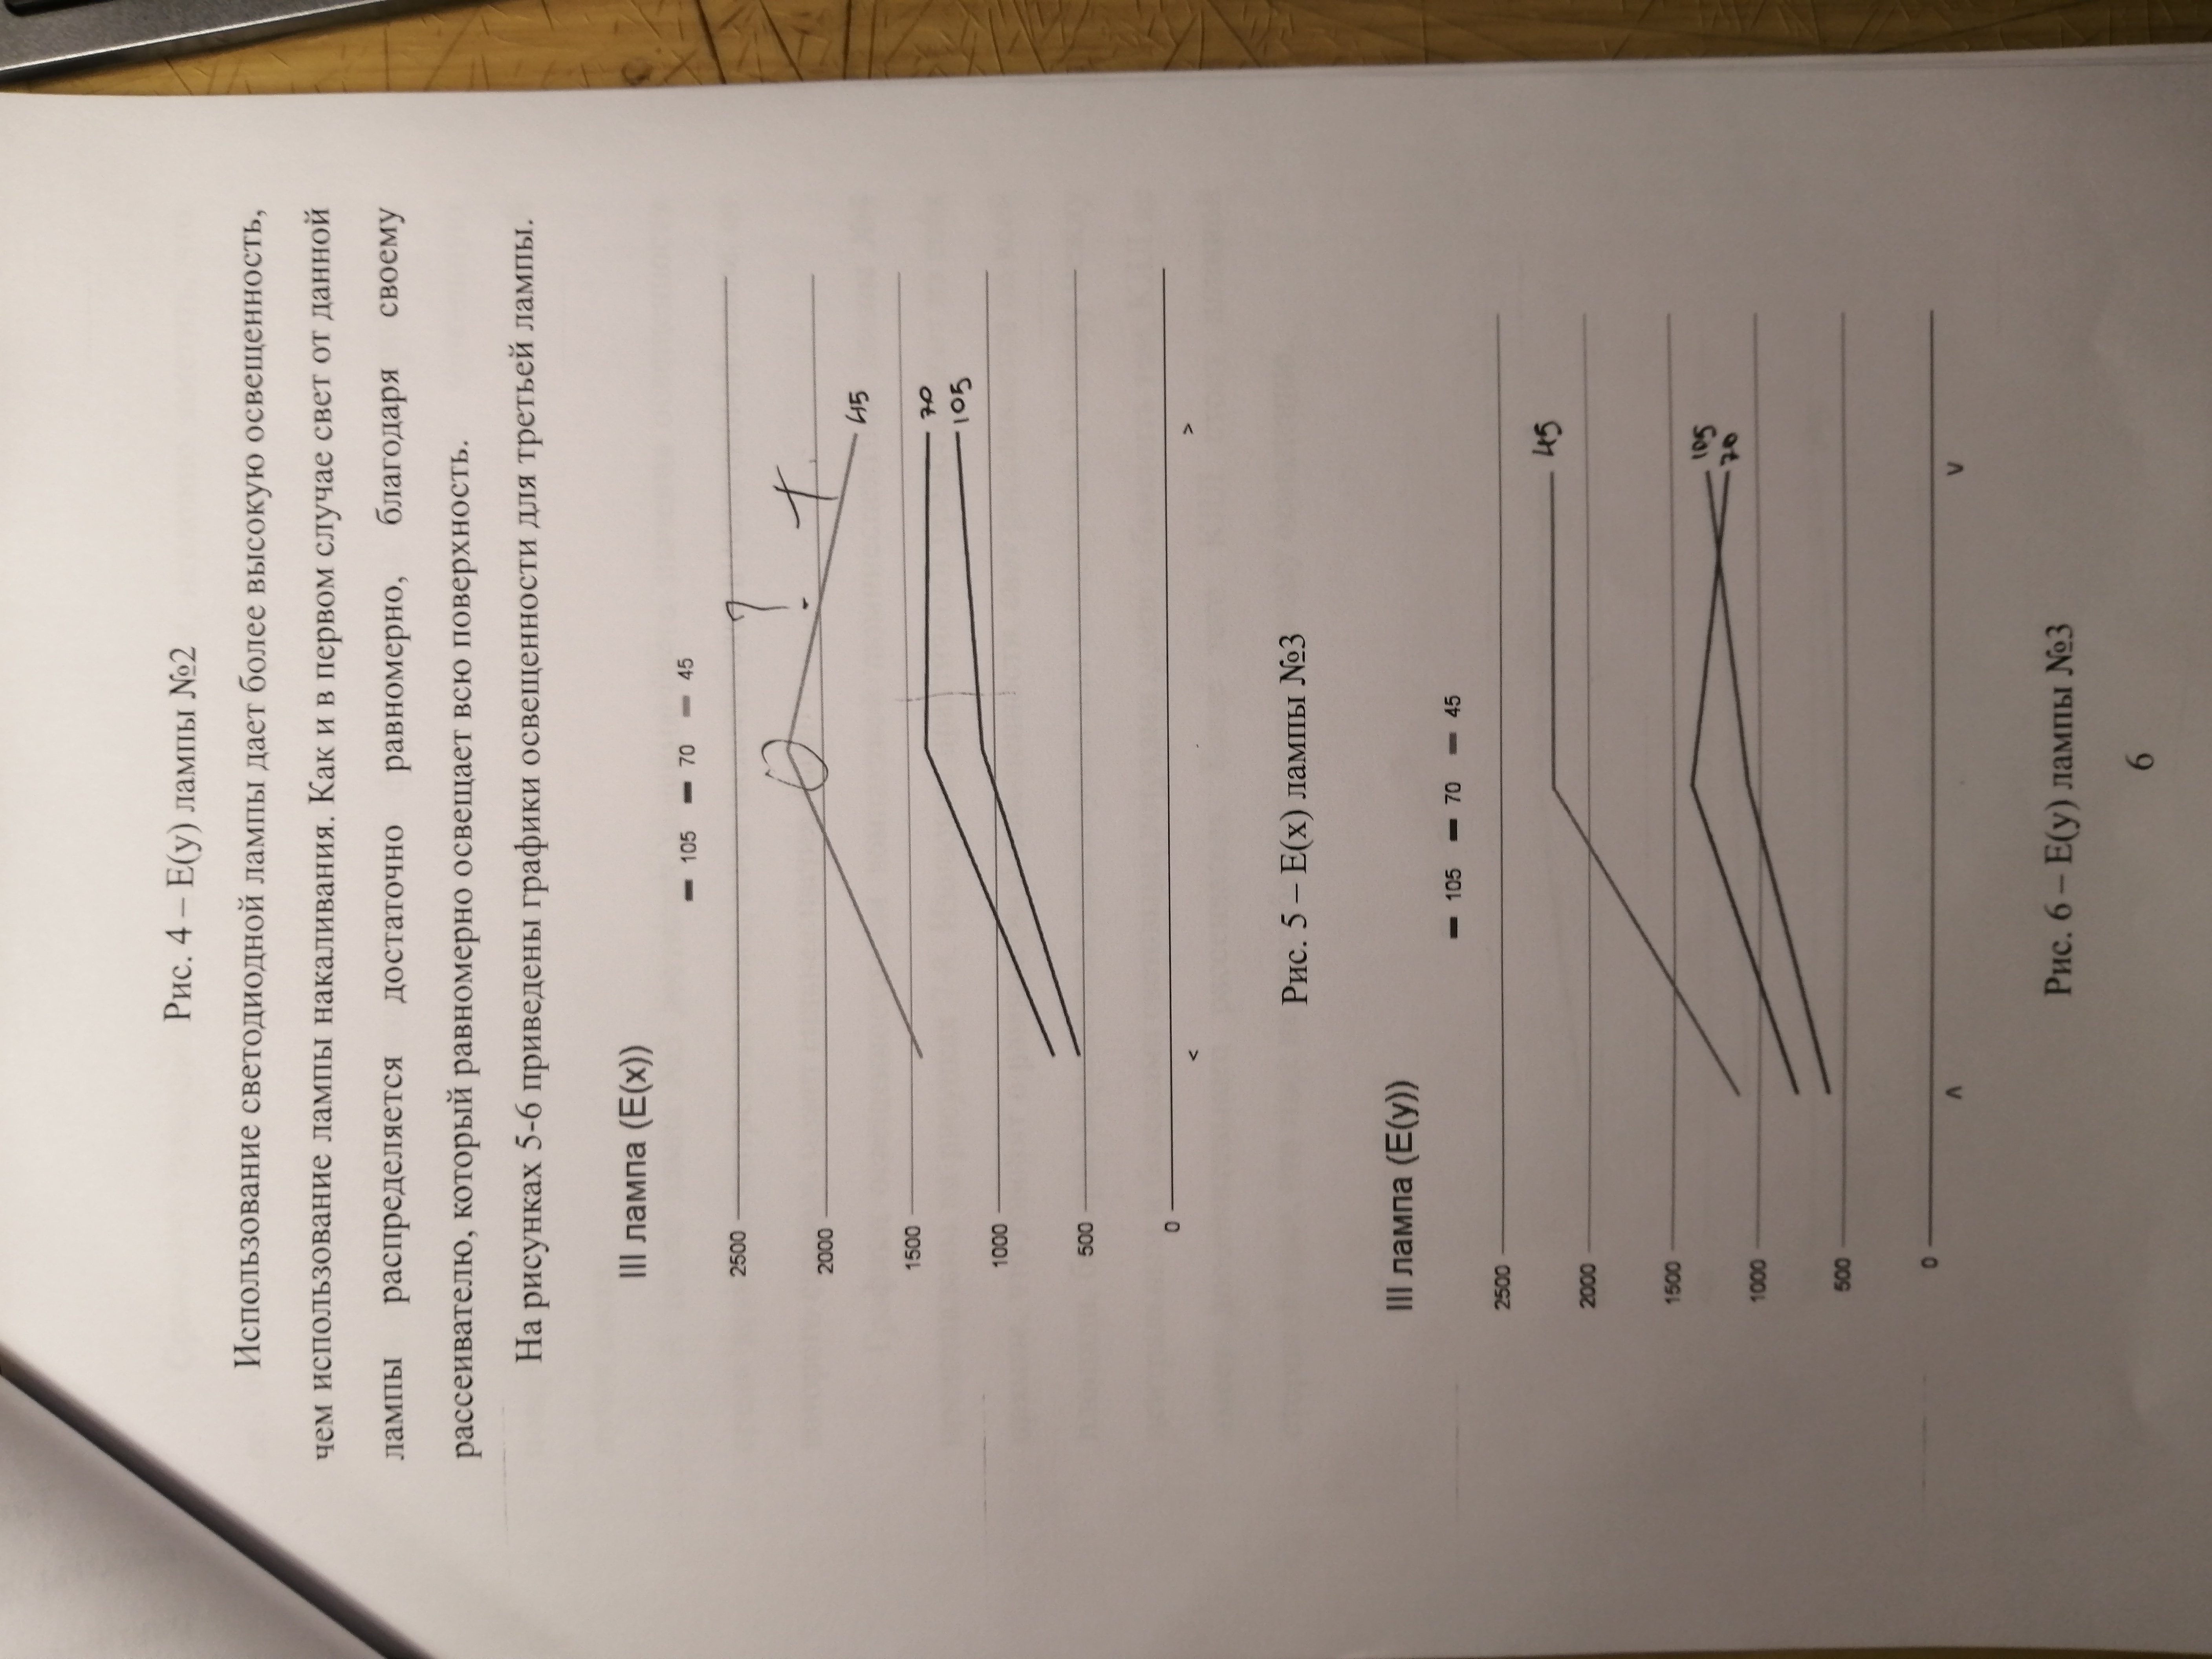 Рис. 4 – E(y) лампы №2
Использование светодиодной лампы дает более высокую освещенность,
чем использование лампы накаливания. Как и в первом случае свет от данной
лампы распределяется достаточно равномерно, благодаря своему
рассеивателю, который равномерно освещает всю поверхность.
На рисунках 5-6 приведены графики освещенности для третьей лампы.
III лампа (E(x))
105 70 45
2500
?
2000
45
1500
70
105
1000
500
0
< >
Рис. 5 – E(x) лампы №3
III лампа (E(y))
105 70 45
2500
45
2000
1500
105
70
1000
500
0
^ v
Рис. 6 – E(y) лампы №3
6